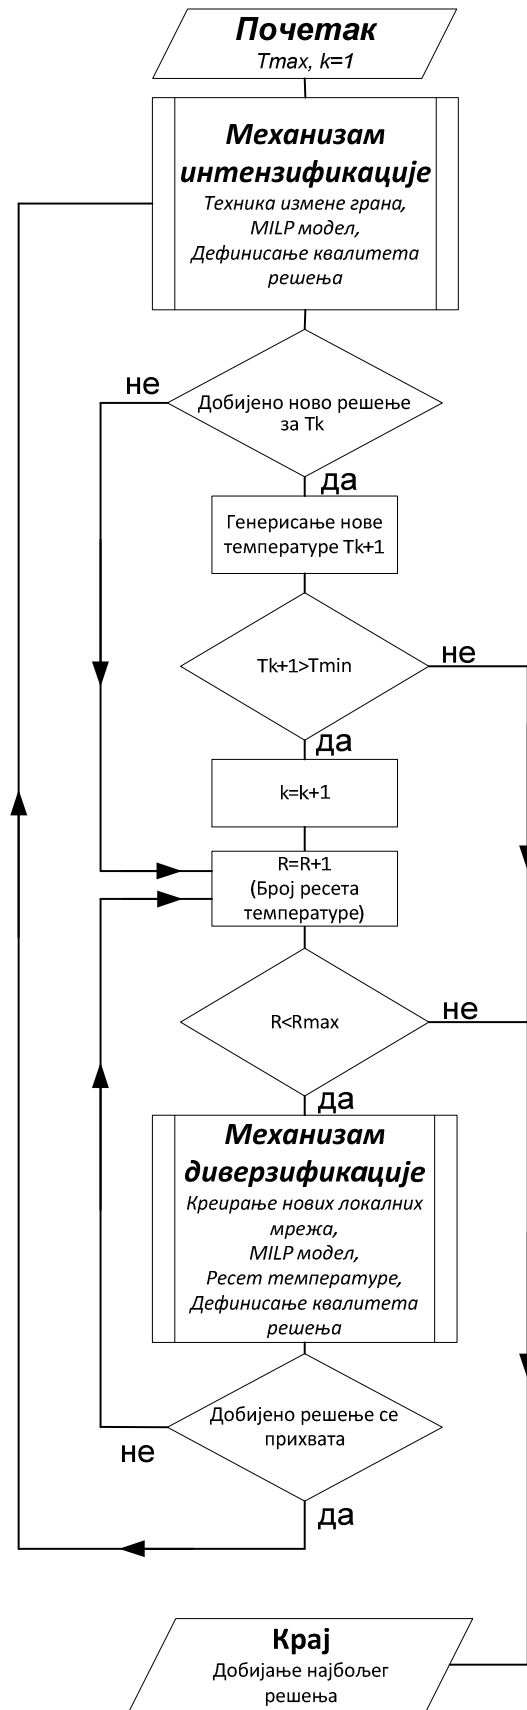 Почетак
Tmax, k=1
Механизам
интензификације
Техника измене грана,
MILP модел,
Дефинисање квалитета
решења
не
Добијено ново решење
за Tk
да
Генерисање нове
температуре Tk+1
Tk+1>Tmin
не
да
k=k+1
R=R+1
(Број ресета
температуре)
R<Rmax
не
да
Механизам
диверзификације
Креирање нових локалних
мрежа,
MILP модел,
Ресет температуре,
Дефинисање квалитета
решења
Добијено решење се
прихвата
не
да
Крај
Добијање најбољег
решења